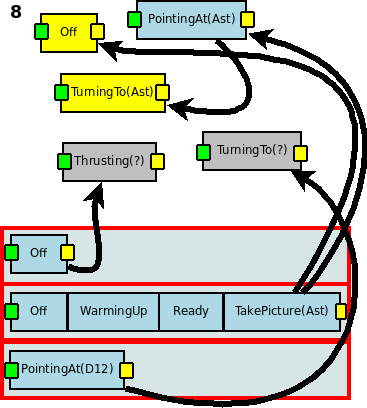 8
Off
PointingAt(Ast)
TurningTo(Ast)
Thrusting(?)
TurningTo(?)
Off
Off WarmingUp Ready TakePicture(Ast)
PointingAt(D12)